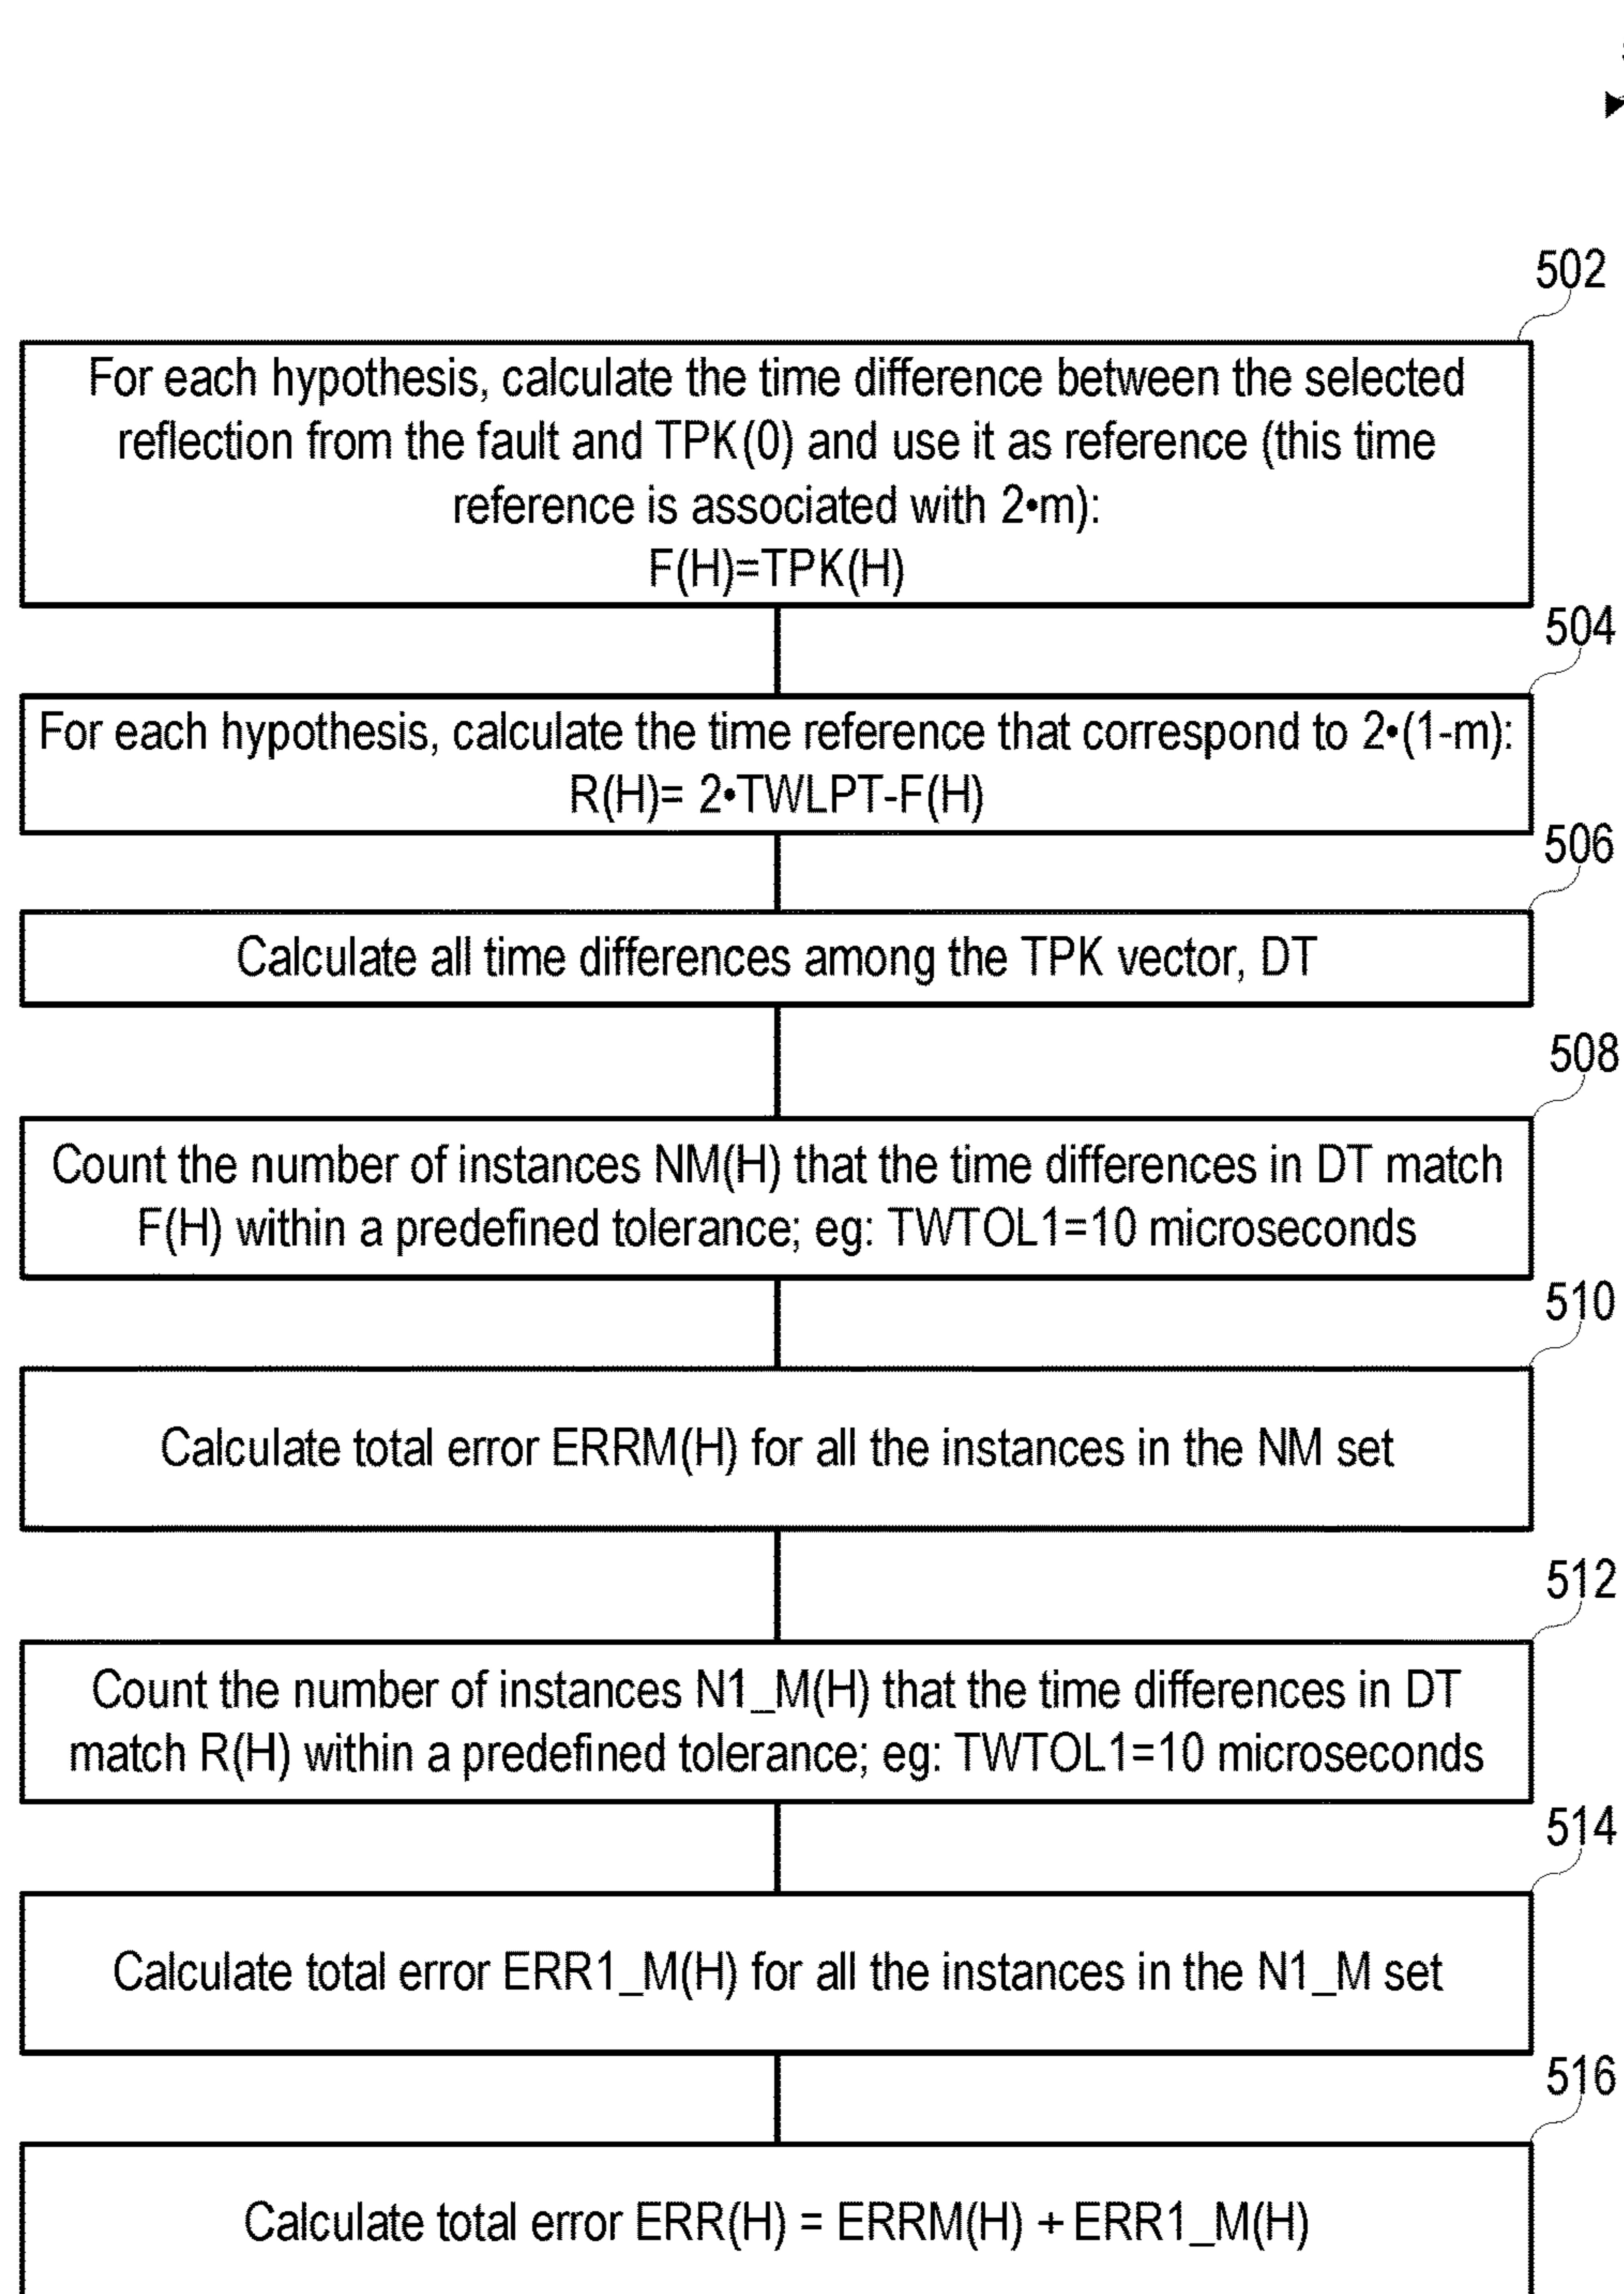 502
For each hypothesis, calculate the time difference between the selected
reflection from the fault and TPK(0) and use it as reference (this time
reference is associated with 2•m):
F(H)=TPK(H)
504
For each hypothesis, calculate the time reference that correspond to 2•(1-m):
R(H)= 2•TWLPT-F(H)
506
Calculate all time differences among the TPK vector, DT
508
Count the number of instances NM(H) that the time differences in DT match
F(H) within a predefined tolerance; eg: TWTOL1=10 microseconds
510
Calculate total error ERRM(H) for all the instances in the NM set
512
Count the number of instances N1_M(H) that the time differences in DT
match R(H) within a predefined tolerance; eg: TWTOL1=10 microseconds
514
Calculate total error ERR1_M(H) for all the instances in the N1_M set
516
Calculate total error ERR(H) = ERRM(H) + ERR1_M(H)